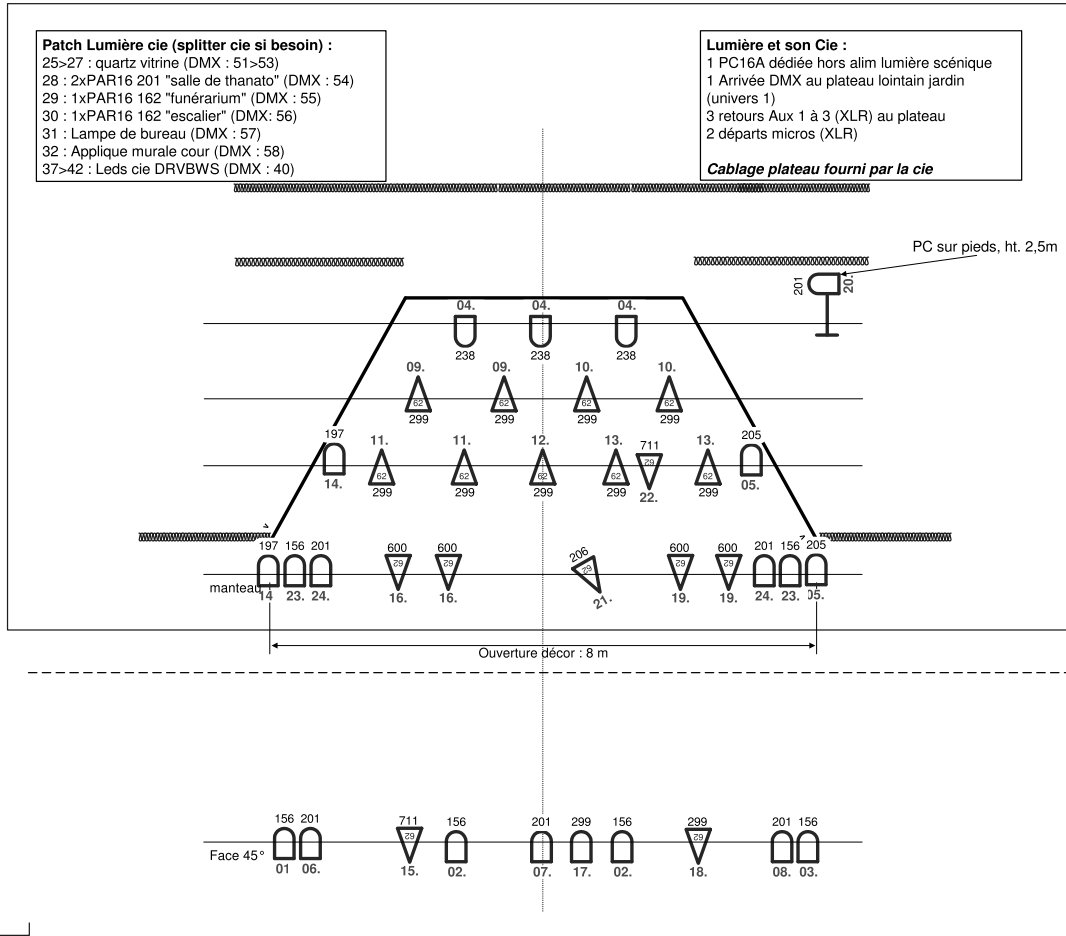 Patch Lumière cie (splitter cie si besoin) :
25>27 : quartz vitrine (DMX : 51>53)
28 : 2xPAR16 201 "salle de thanato" (DMX : 54)
29 : 1xPAR16 162 "funérarium" (DMX : 55)
30 : 1xPAR16 162 "escalier" (DMX: 56)
31 : Lampe de bureau (DMX : 57)
32 : Applique murale cour (DMX : 58)
37>42 : Leds cie DRVBWS (DMX : 40)
Lumière et son Cie :
1 PC16A dédiée hors alim lumière scénique
1 Arrivée DMX au plateau lointain jardin
(univers 1)
3 retours Aux 1 à 3 (XLR) au plateau
2 départs micros (XLR)
Cablage plateau fourni par la cie
PC sur pieds, ht. 2,5m
201 20.
04. 04. 04.
238 238 238
09. 09. 10. 10.
62 62 62 62
299 299 299 299
197 11. 11. 12. 13. 711 13. 205
62 62 62 62 62 62
14. 299 299 299 299 22. 299 05.
197 156 201 600 600 206 600 600 201 156 205
62 62 62 62 62
manteau 14 23. 24. 16. 16. 21. 19. 19. 24. 23. 05.
Ouverture décor : 8 m
156 201 711 156 201 299 156 299 201 156
62 62
Face 45°
01 06. 15. 02. 07. 17. 02. 18. 08. 03.